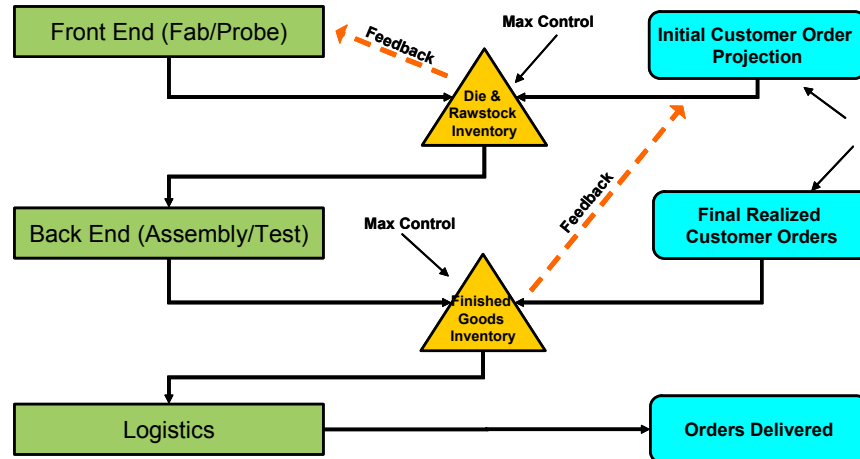 Front End (Fab/Probe)
Feedback
Max Control
Initial Customer Order
Projection
Die &
Rawstock
Inventory
Back End (Assembly/Test)
Max Control
Feedback
Final Realized
Customer Orders
Finished
Goods
Inventory
Logistics
Orders Delivered